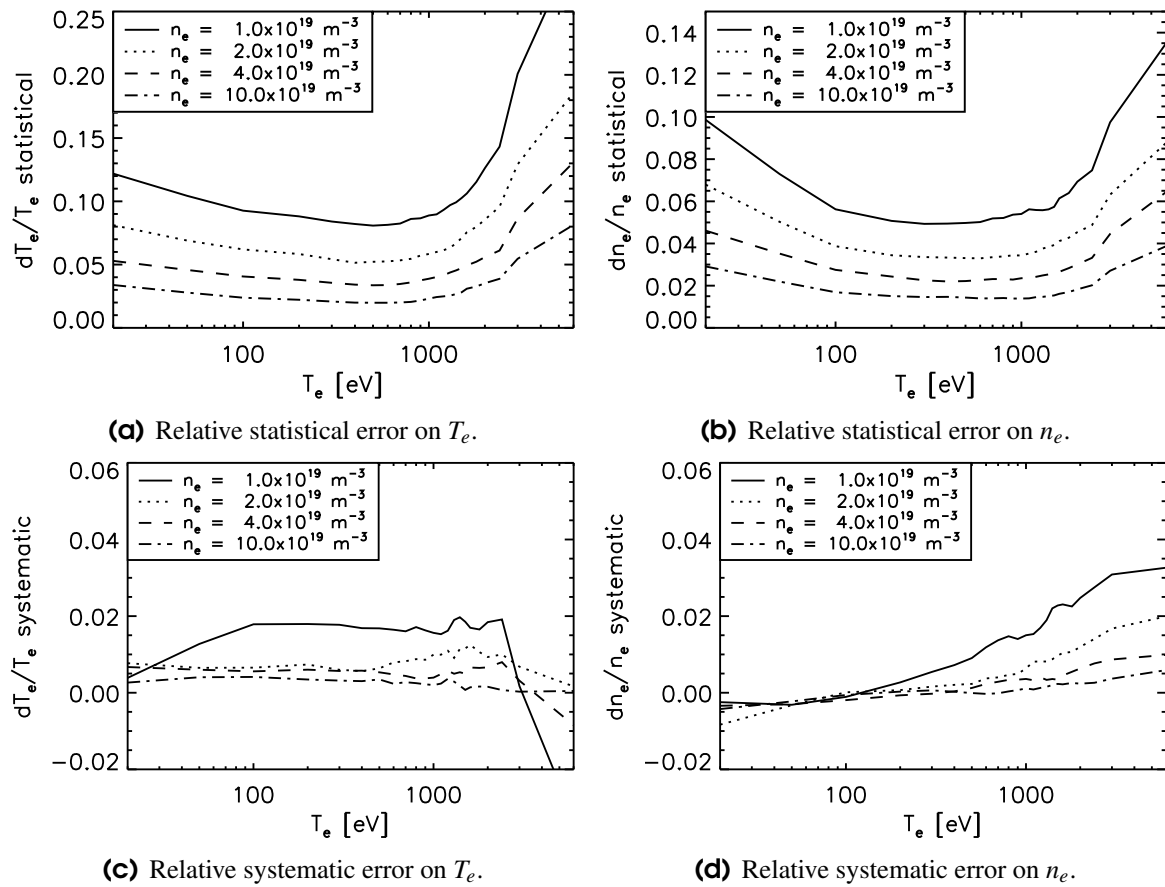 n_e = 1.0x10^19 m^-3
n_e = 2.0x10^19 m^-3
n_e = 4.0x10^19 m^-3
n_e = 10.0x10^19 m^-3
0.25
0.20
0.15
0.10
0.05
0.00
dT_e/T_e statistical
100
1000
T_e [eV]
(a) Relative statistical error on T_e.
n_e = 1.0x10^19 m^-3
n_e = 2.0x10^19 m^-3
n_e = 4.0x10^19 m^-3
n_e = 10.0x10^19 m^-3
0.14
0.12
0.10
0.08
0.06
0.04
0.02
0.00
dn_e/n_e statistical
100
1000
T_e [eV]
(b) Relative statistical error on n_e.
n_e = 1.0x10^19 m^-3
n_e = 2.0x10^19 m^-3
n_e = 4.0x10^19 m^-3
n_e = 10.0x10^19 m^-3
0.06
0.04
0.02
0.00
−0.02
dT_e/T_e systematic
100
1000
T_e [eV]
(c) Relative systematic error on T_e.
n_e = 1.0x10^19 m^-3
n_e = 2.0x10^19 m^-3
n_e = 4.0x10^19 m^-3
n_e = 10.0x10^19 m^-3
0.06
0.04
0.02
0.00
−0.02
dn_e/n_e systematic
100
1000
T_e [eV]
(d) Relative systematic error on n_e.